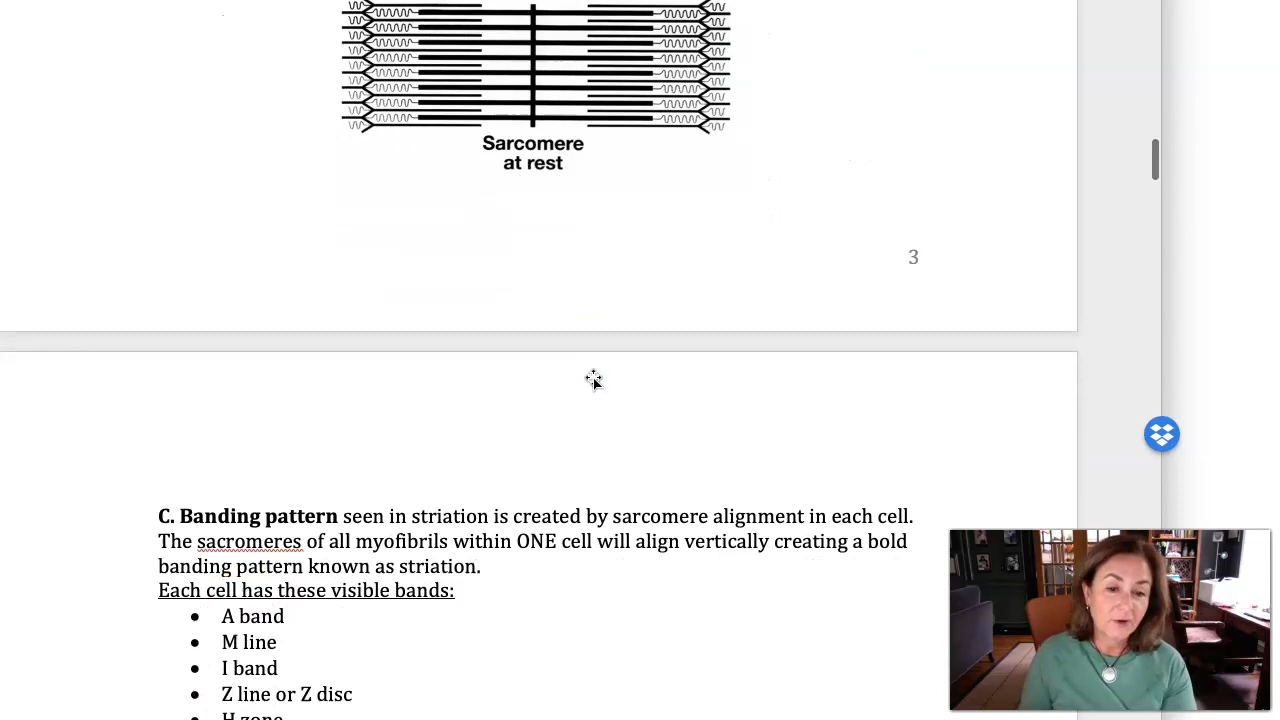 Sarcomere
at rest
3
C. Banding pattern seen in striation is created by sarcomere alignment in each cell.
The sacromeres of all myofibrils within ONE cell will align vertically creating a bold
banding pattern known as striation.
Each cell has these visible bands:
• A band
• M line
• I band
• Z line or Z disc
• H zone